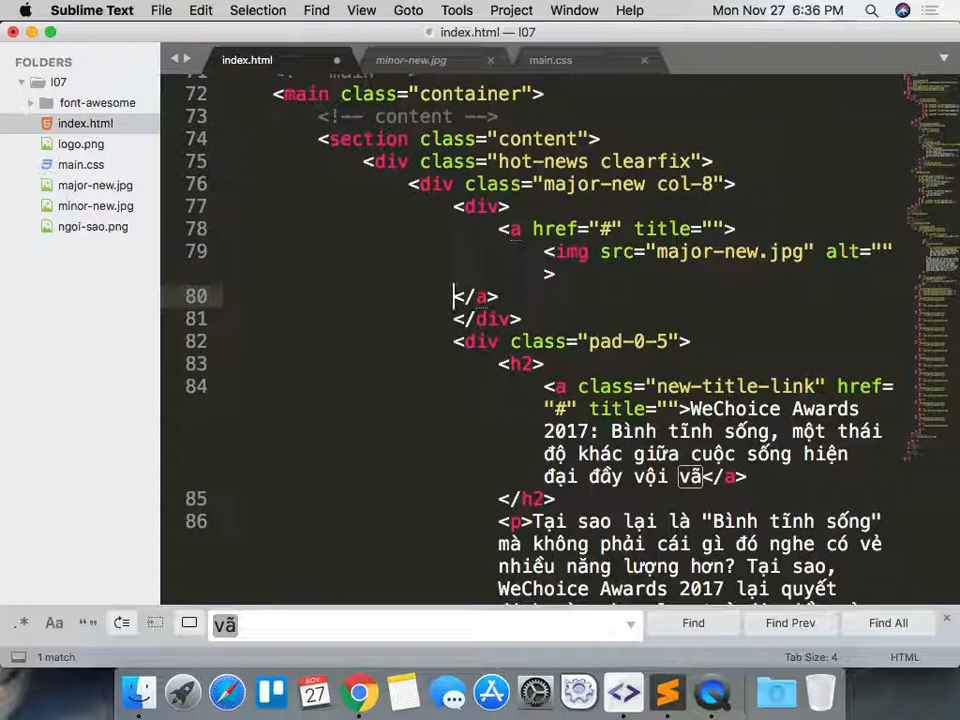 Sublime Text File Edit Selection Find Goto Tools Project Window Help Mon Nov 27 6:36 PM
index.html — l07
FOLDERS
l07
font-awesome
index.html
logo.png
main.css
major-new.jpg
minor-new.jpg
ngoi-sao.png
index.html minor-new.jpg main.css
72 <main class="container">
73 <!-- content -->
74 <section class="content">
75 <div class="hot-news clearfix">
76 <div class="major-new col-8">
77 <div>
78 <a href="#" title="">
79 <img src="major-new.jpg" alt=""
>
80 </a>
81 </div>
82 <div class="pad-0-5">
83 <h2>
84 <a class="new-title-link" href=
"#" title="">WeChoice Awards
2017: Bình tĩnh sống, một thái
độ khác giữa cuộc sống hiện
đại đầy vội vã</a>
85 </h2>
86 <p>Tại sao lại là "Bình tĩnh sống"
mà không phải cái gì đó nghe có vẻ
nhiều năng lượng hơn? Tại sao,
WeChoice Awards 2017 lại quyết
.* Aa “” vã Find Find Prev Find All
1 match Tab Size: 4 HTML
NOV
27